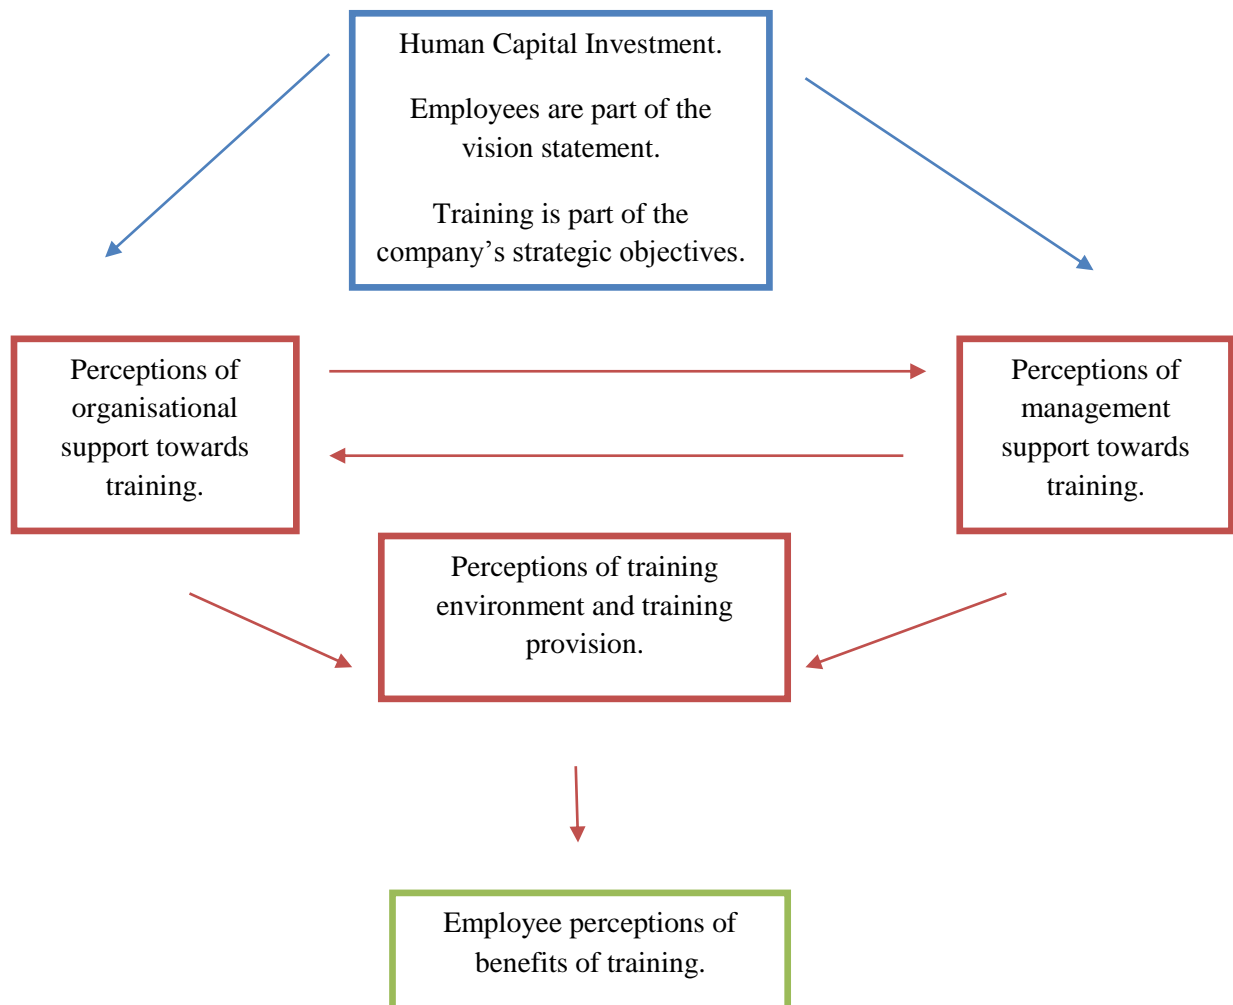 Human Capital Investment.
Employees are part of the
vision statement.
Training is part of the
company’s strategic objectives.
Perceptions of
organisational
support towards
training.
Perceptions of
management
support towards
training.
Perceptions of training
environment and training
provision.
Employee perceptions of
benefits of training.